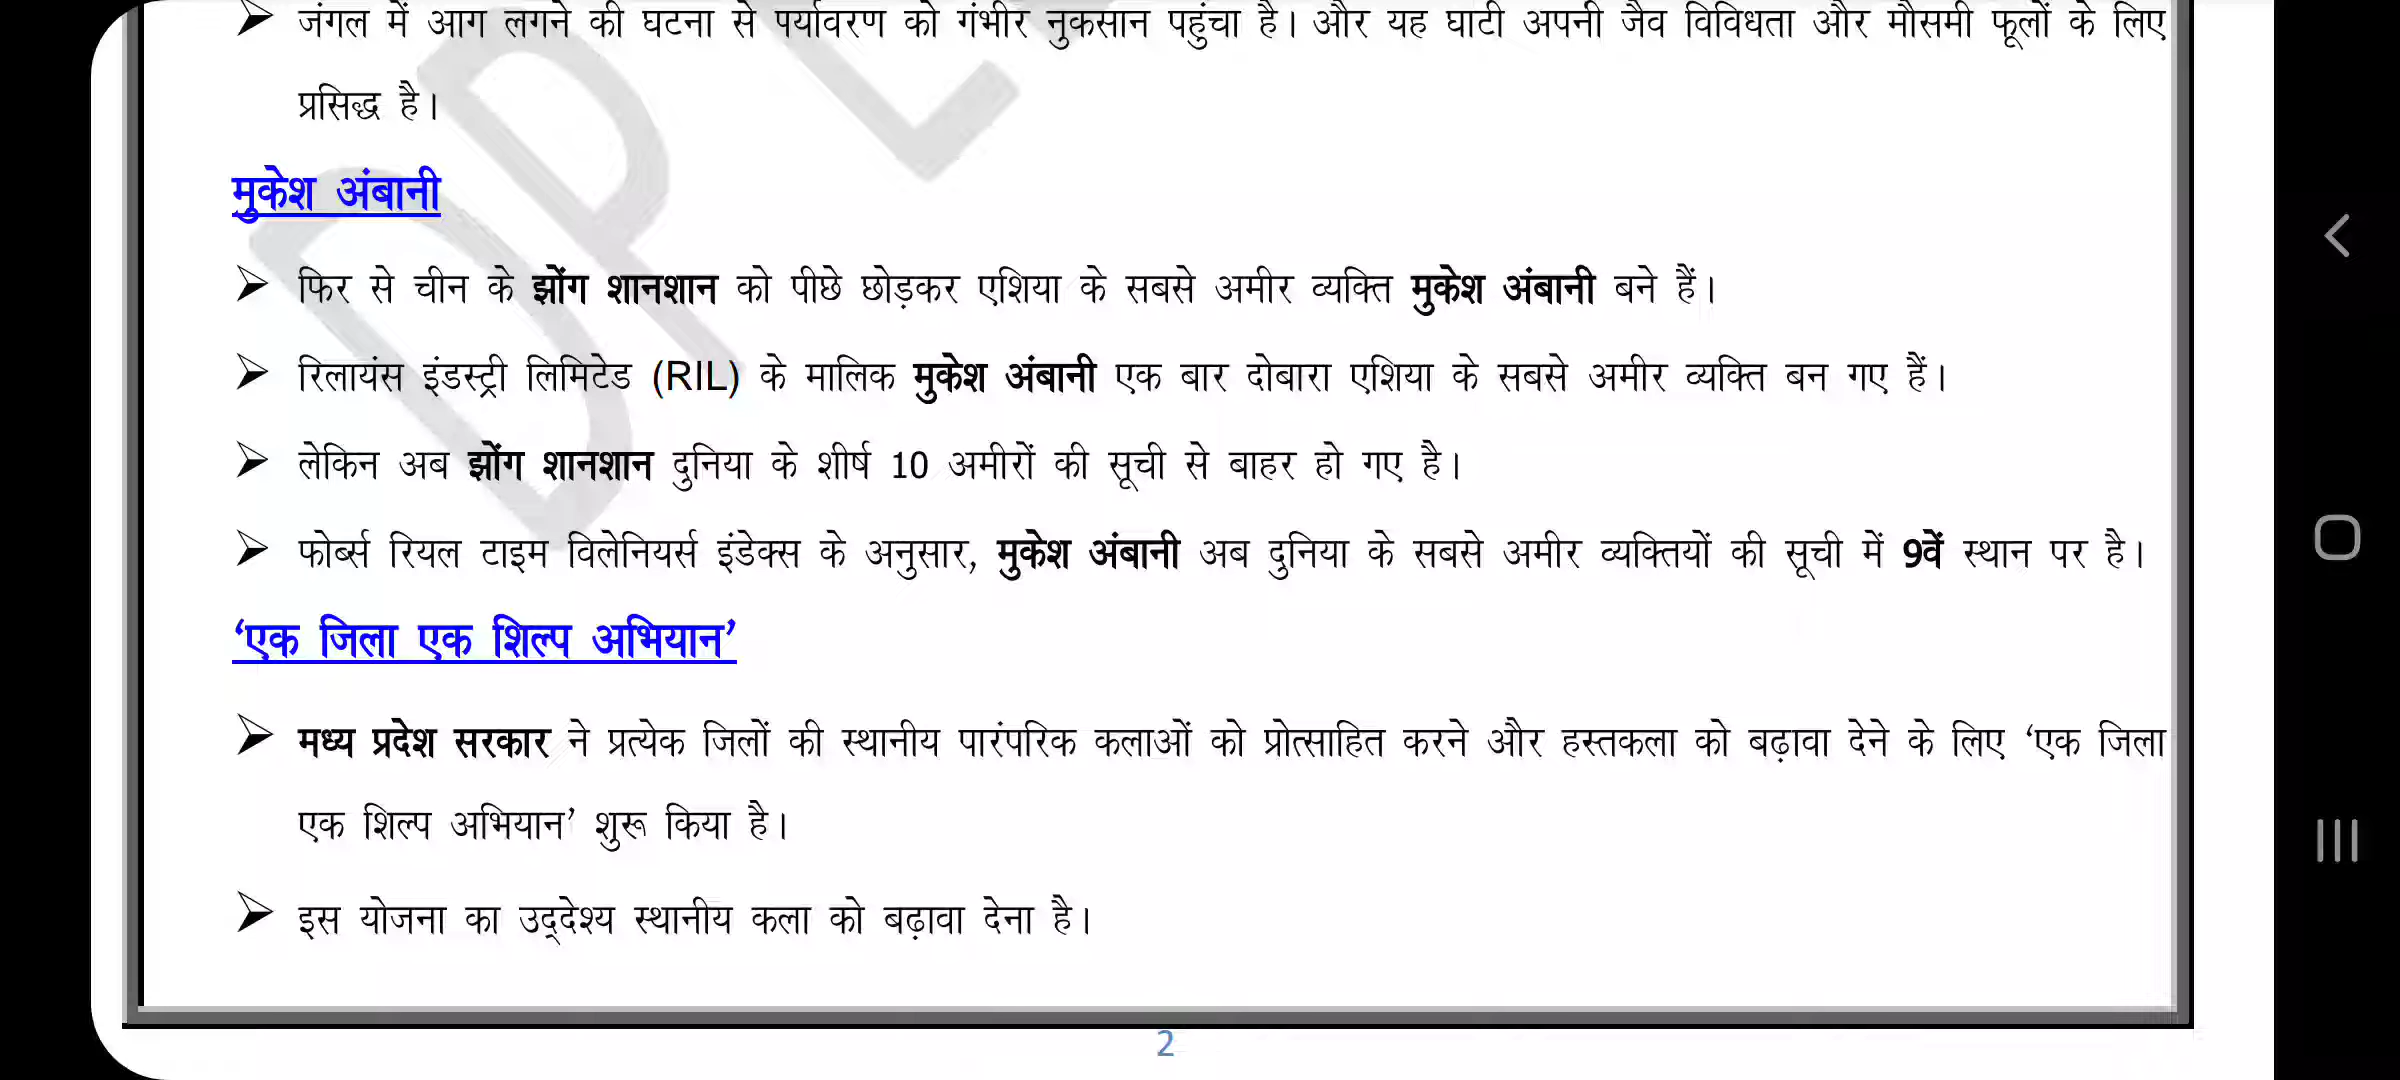 ➤ जंगल में आग लगने की घटना से पर्यावरण को गंभीर नुकसान पहुंचा है। और यह घाटी अपनी जैव विविधता और मौसमी फूलों के लिए
प्रसिद्ध है।
मुकेश अंबानी
➤ फिर से चीन के झोंग शानशान को पीछे छोड़कर एशिया के सबसे अमीर व्यक्ति मुकेश अंबानी बने हैं।
➤ रिलायंस इंडस्ट्री लिमिटेड (RIL) के मालिक मुकेश अंबानी एक बार दोबारा एशिया के सबसे अमीर व्यक्ति बन गए हैं।
➤ लेकिन अब झोंग शानशान दुनिया के शीर्ष 10 अमीरों की सूची से बाहर हो गए है।
➤ फोर्ब्स रियल टाइम विलेनियर्स इंडेक्स के अनुसार, मुकेश अंबानी अब दुनिया के सबसे अमीर व्यक्तियों की सूची में 9वें स्थान पर है।
‘एक जिला एक शिल्प अभियान’
➤ मध्य प्रदेश सरकार ने प्रत्येक जिलों की स्थानीय पारंपरिक कलाओं को प्रोत्साहित करने और हस्तकला को बढ़ावा देने के लिए ‘एक जिला
एक शिल्प अभियान’ शुरू किया है।
➤ इस योजना का उद्देश्य स्थानीय कला को बढ़ावा देना है।
2